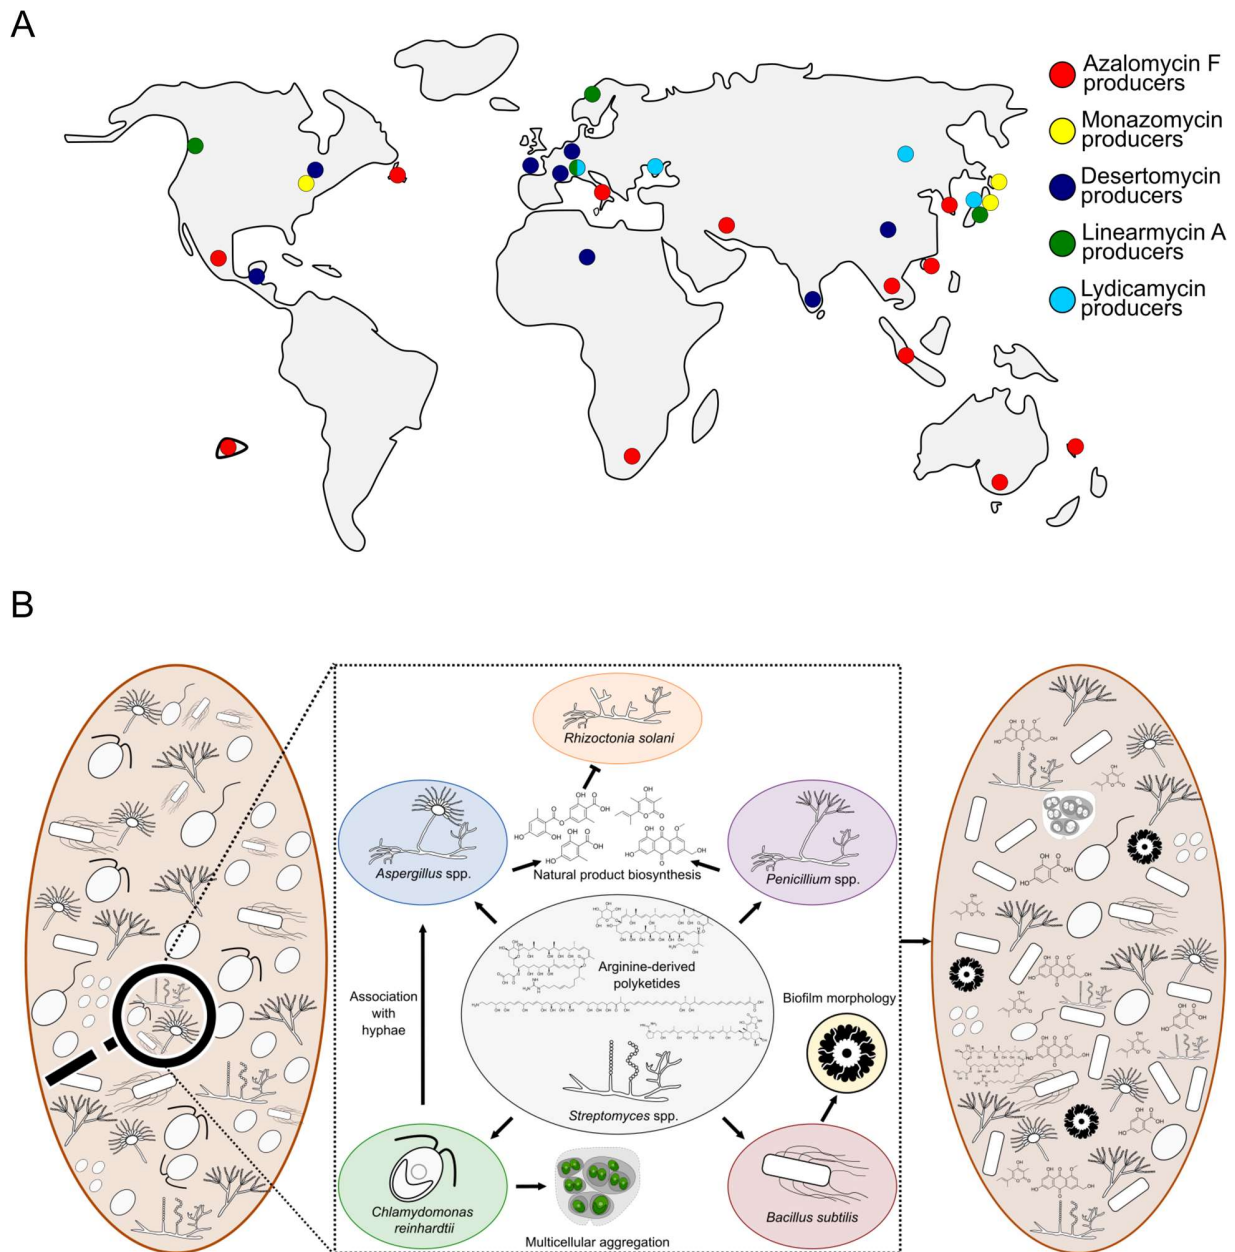 A
Azalomycin F
producers
Monazomycin
producers
Desertomycin
producers
Linearmycin A
producers
Lydicamycin
producers
B
Rhizoctonia solani
Aspergillus spp.
Natural product biosynthesis
Penicillium spp.
Arginine-derived
polyketides
Association
with
hyphae
Biofilm morphology
Streptomyces spp.
Chlamydomonas
reinhardtii
Multicellular aggregation
Bacillus subtilis